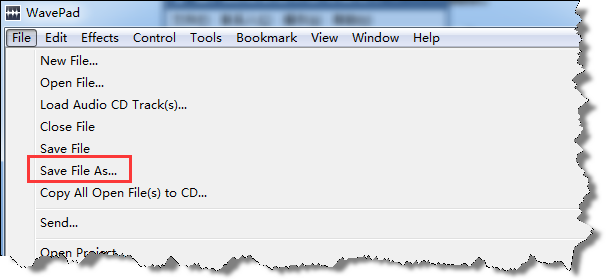 WavePad
File Edit Effects Control Tools Bookmark View Window Help
New File...
Open File...
Load Audio CD Track(s)...
Close File
Save File
Save File As...
Copy All Open File(s) to CD...
Send...
Open Project